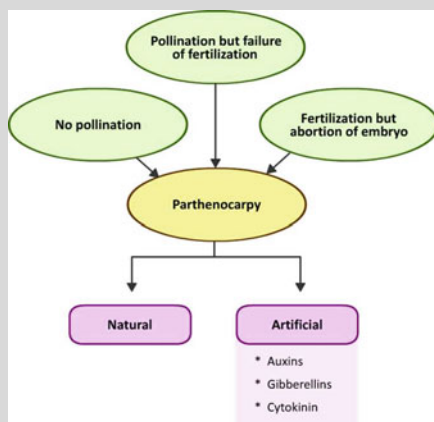 Pollination but failure
of fertilization
No pollination
Fertilization but
abortion of embryo
Parthenocarpy
Natural
Artificial
* Auxins
* Gibberellins
* Cytokinin